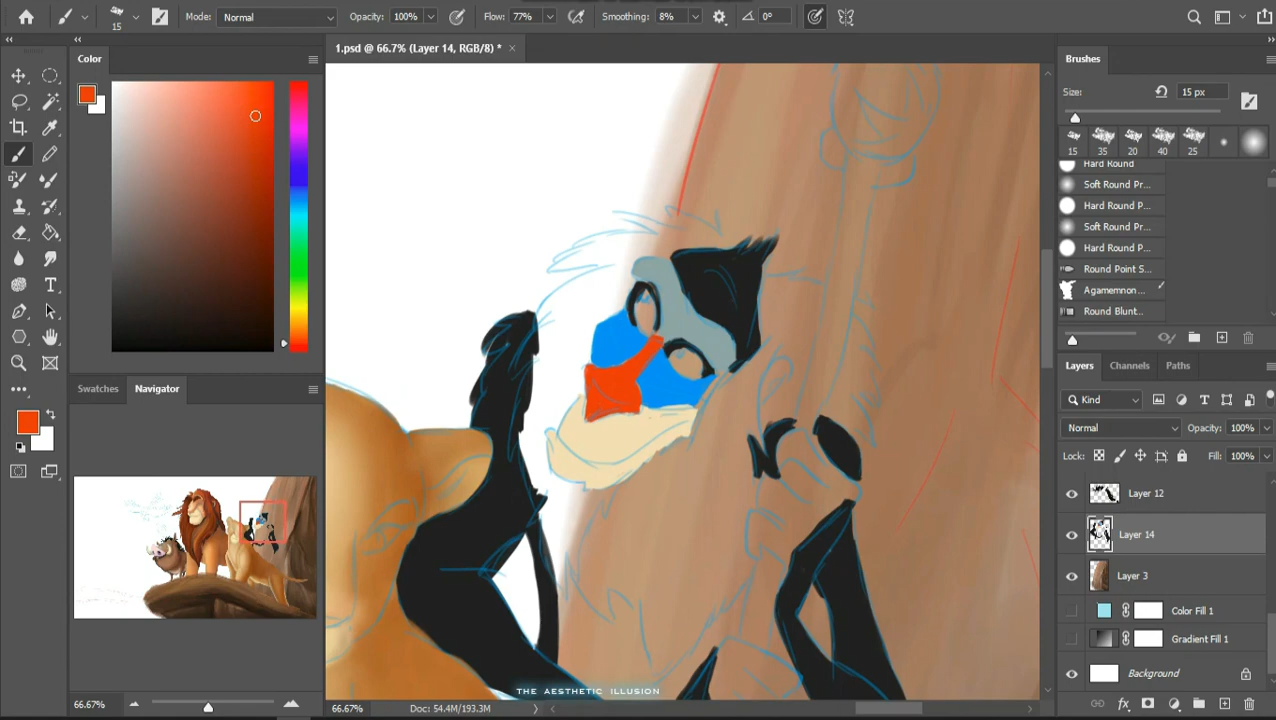 15
Mode:
Normal
Opacity:
100%
Flow:
77%
Smoothing:
8%
0°
Color
1.psd @ 66.7% (Layer 14, RGB/8) *
Brushes
Size:
15 px
15
35
20
40
25
Hard Round
Soft Round Pr...
Hard Round P...
Soft Round Pr...
Hard Round P...
Round Point S...
Agamemnon...
Round Blunt...
Swatches
Navigator
66.67%
Layers
Channels
Paths
Kind
Normal
Opacity:
100%
Lock:
Fill:
100%
Layer 12
Layer 14
Layer 3
Color Fill 1
Gradient Fill 1
Background
THE AESTHETIC ILLUSION
66.67%
Doc: 54.4M/193.3M